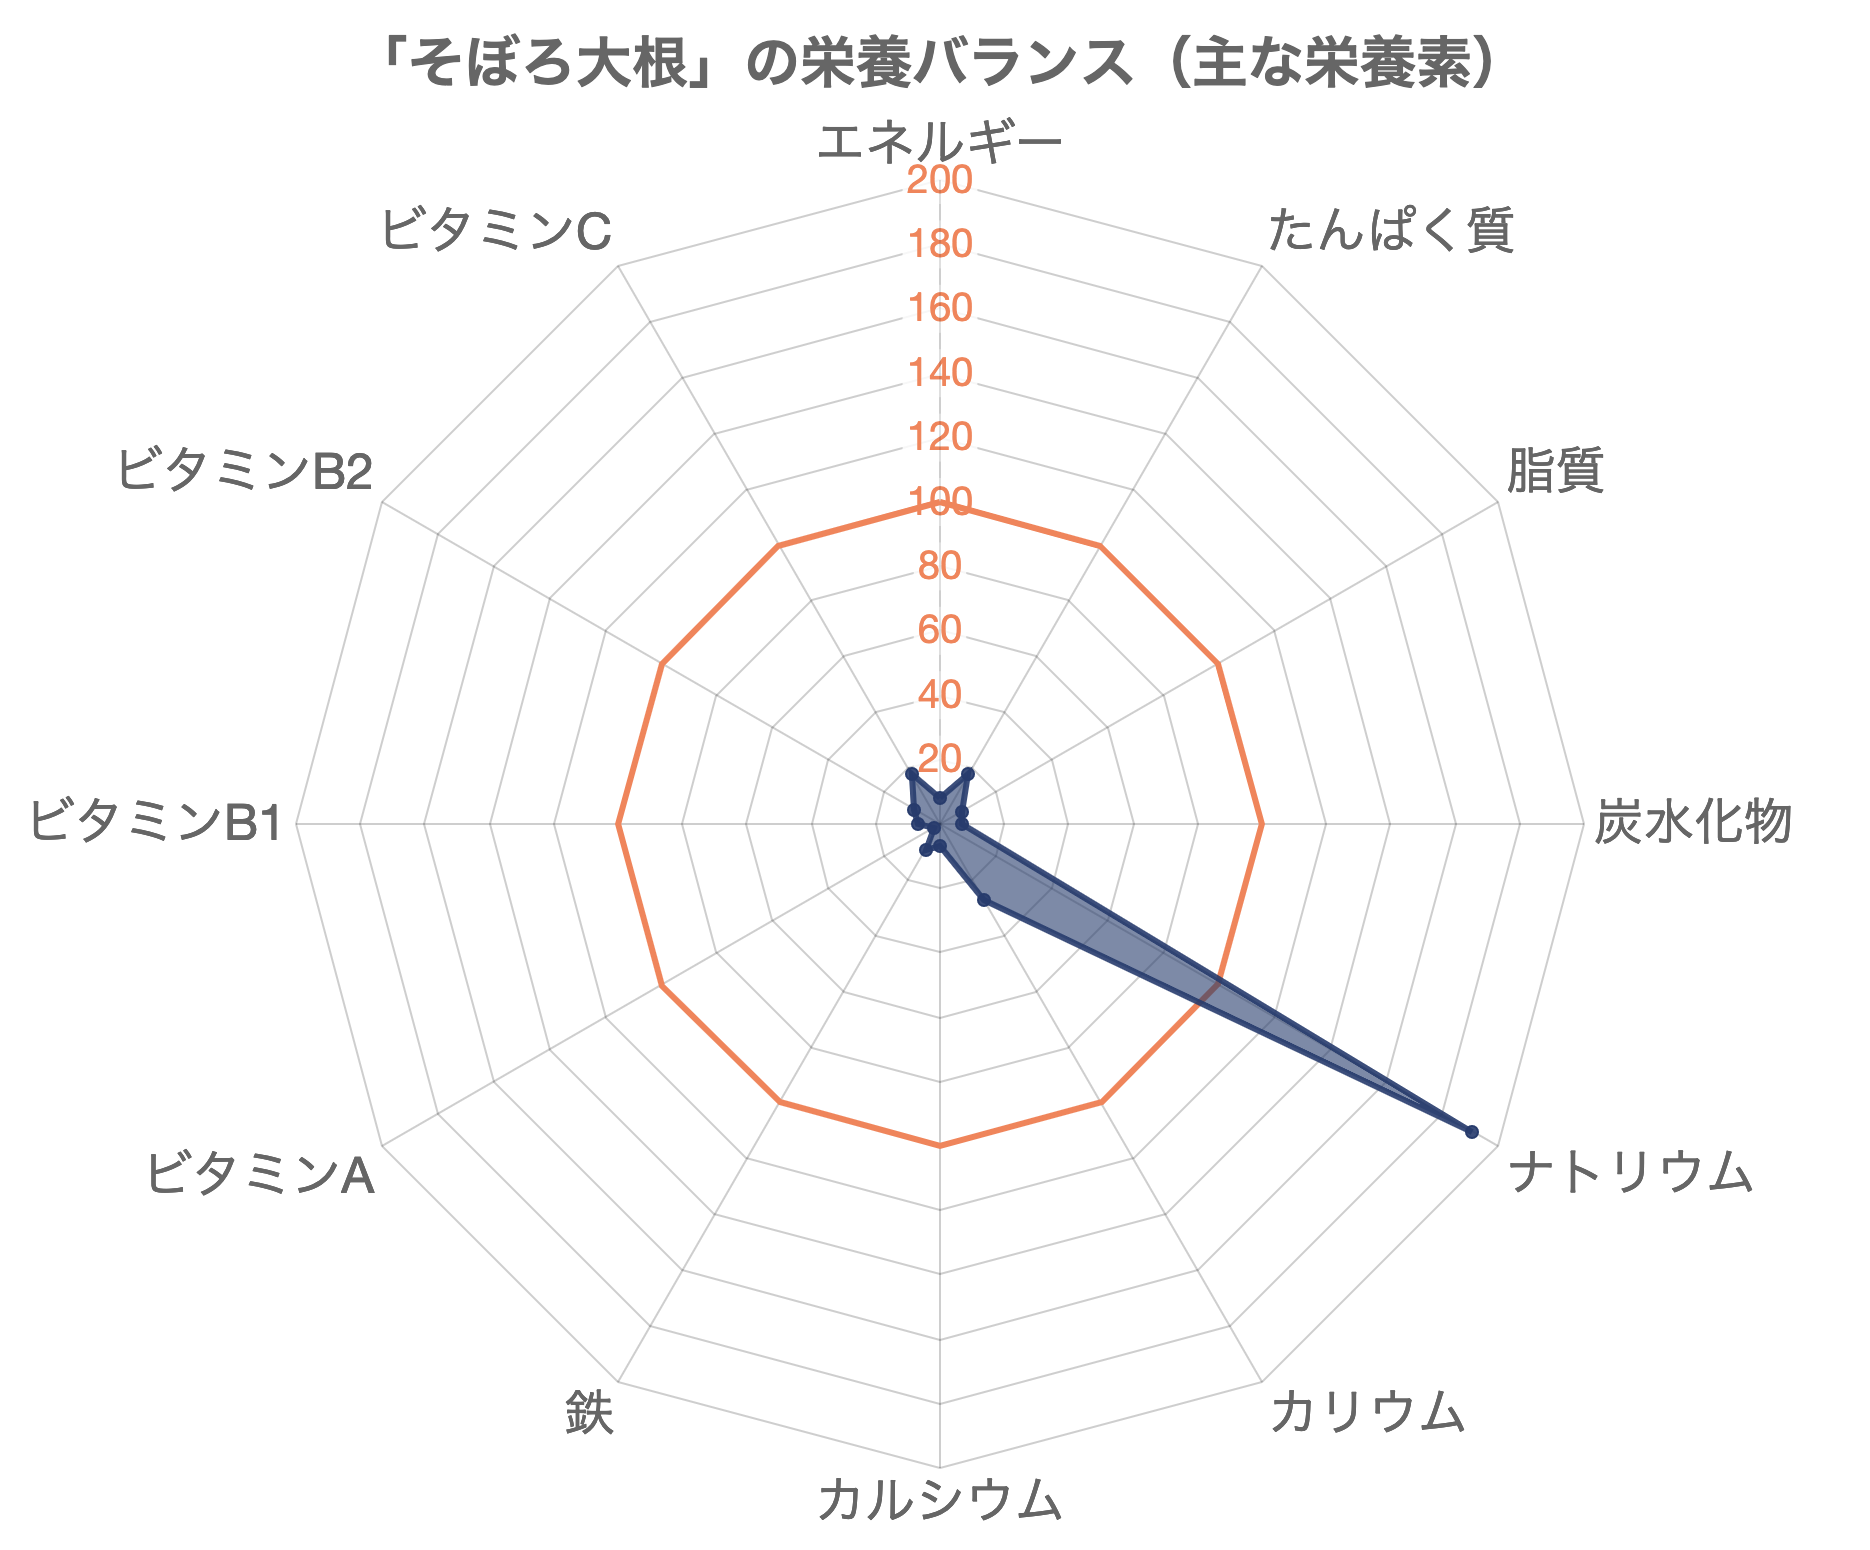 「そぼろ大根」の栄養バランス（主な栄養素）
エネルギー
たんぱく質
脂質
炭水化物
ナトリウム
カリウム
カルシウム
鉄
ビタミンA
ビタミンB1
ビタミンB2
ビタミンC
200
180
160
140
120
100
80
60
40
20